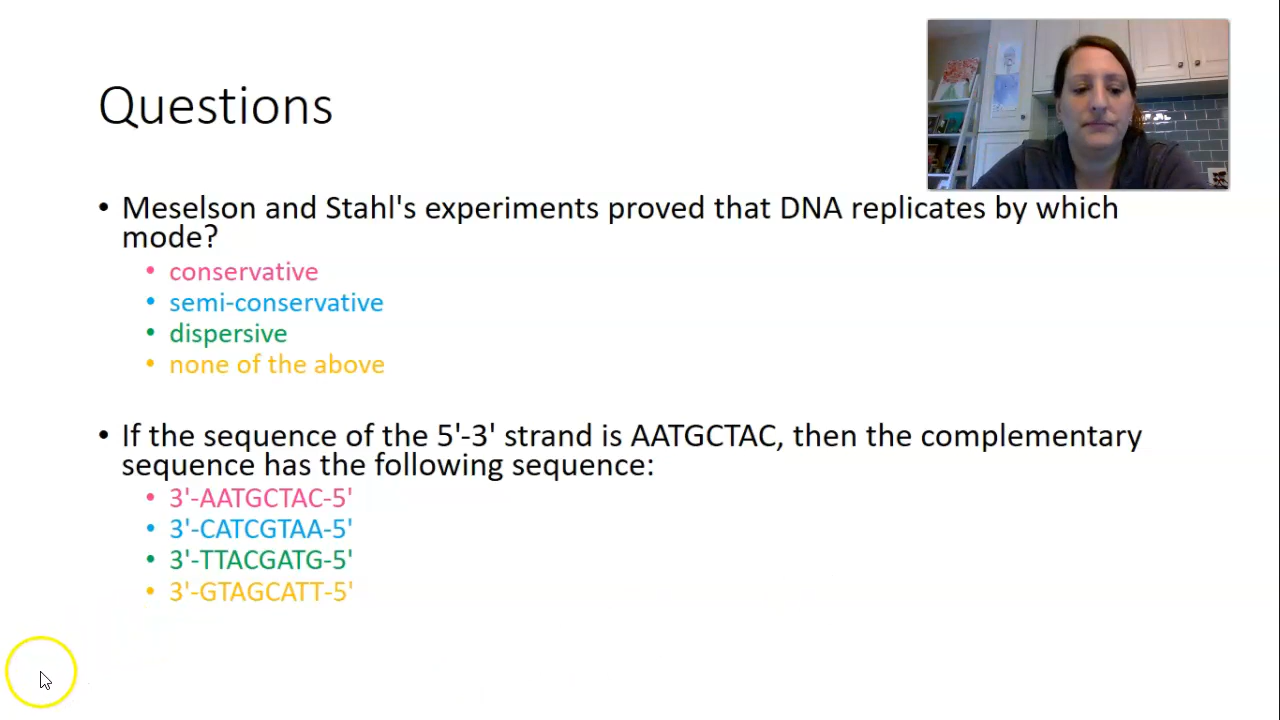 Questions
• Meselson and Stahl's experiments proved that DNA replicates by which
mode?
• conservative
• semi-conservative
• dispersive
• none of the above
• If the sequence of the 5'-3' strand is AATGCTAC, then the complementary
sequence has the following sequence:
• 3'-AATGCTAC-5'
• 3'-CATCGTAA-5'
• 3'-TTACGATG-5'
• 3'-GTAGCATT-5'